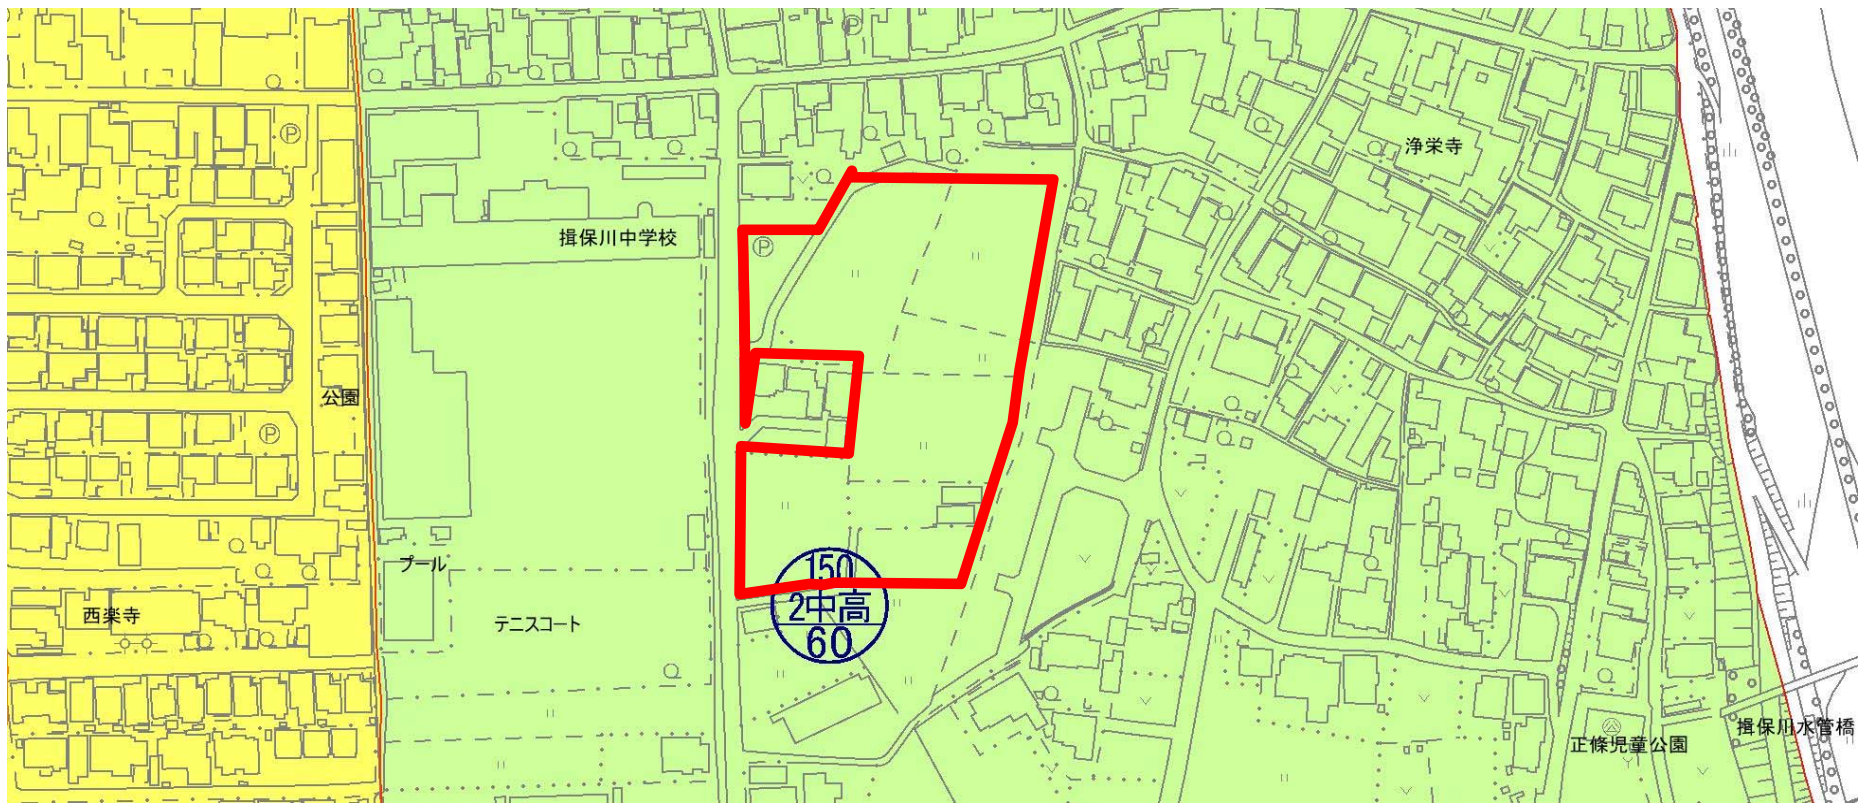 Ⓟ
Ⓟ
浄栄寺
揖保川中学校
Ⓟ
公園
Ⓟ
150
2中高
60
プール
西楽寺
テニスコート
揖保川水管橋
正條児童公園